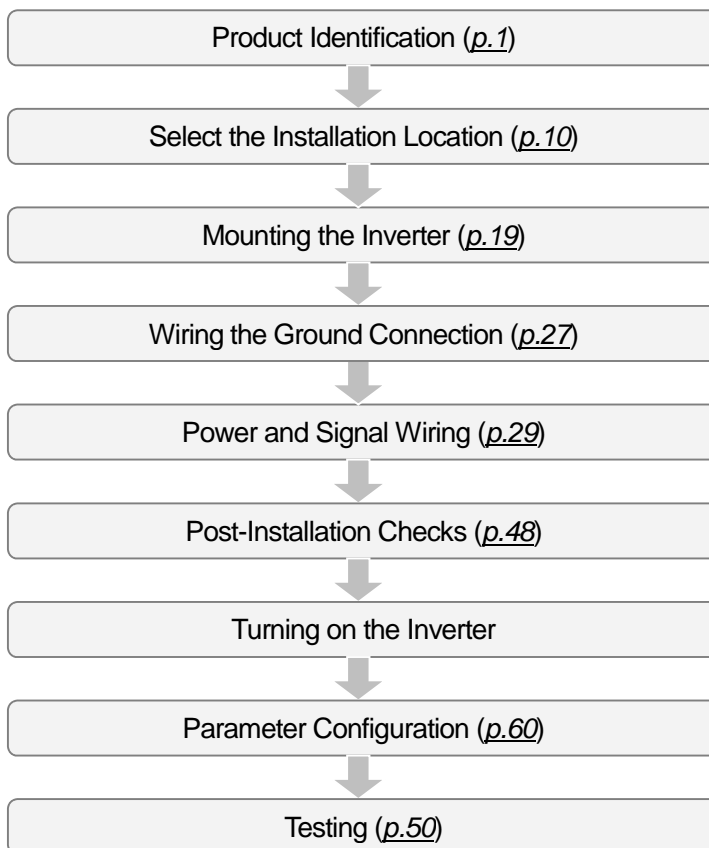 Product Identification (p.1)
Select the Installation Location (p.10)
Mounting the Inverter (p.19)
Wiring the Ground Connection (p.27)
Power and Signal Wiring (p.29)
Post-Installation Checks (p.48)
Turning on the Inverter
Parameter Configuration (p.60)
Testing (p.50)